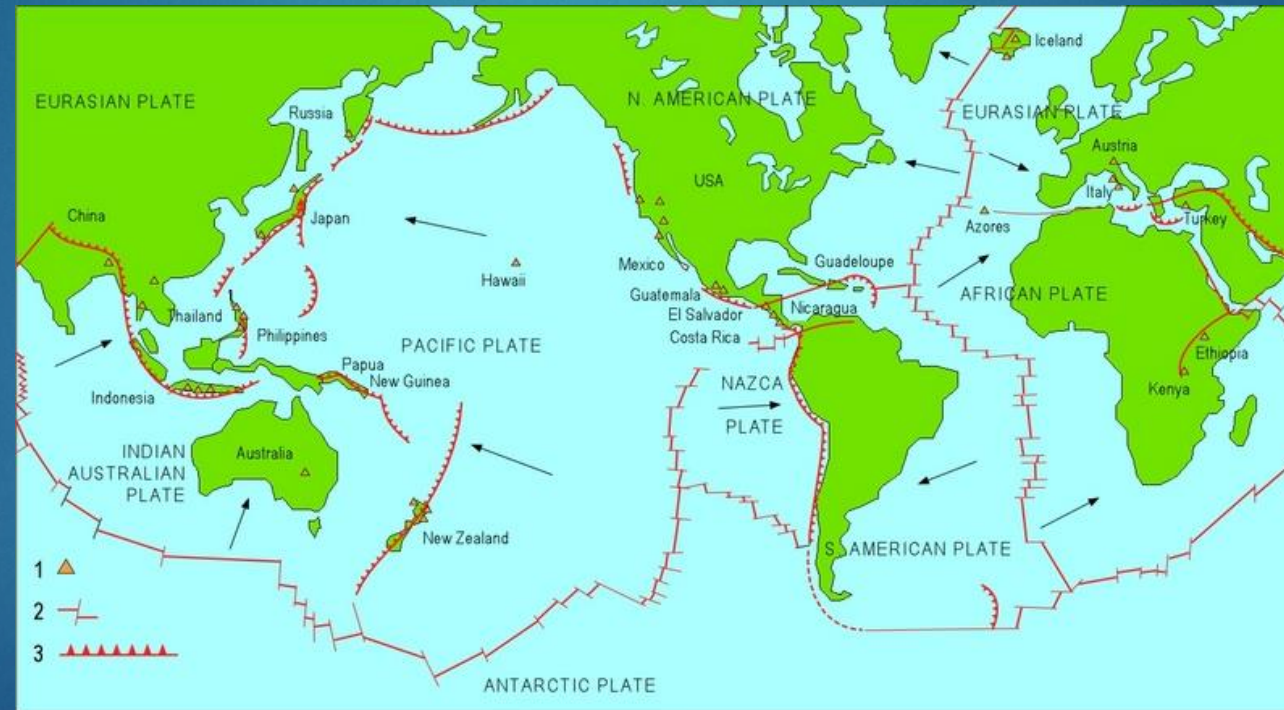 EURASIAN PLATE
Russia
China
Japan
Thailand
Philippines
Indonesia
Papua
New Guinea
INDIAN
AUSTRALIAN
PLATE
Australia
New Zealand
Hawaii
PACIFIC PLATE
N. AMERICAN PLATE
USA
Mexico
Guatemala
El Salvador
Costa Rica
Nicaragua
Guadeloupe
NAZCA
PLATE
S. AMERICAN PLATE
Iceland
EURASIAN PLATE
Austria
Italy
Turkey
Azores
AFRICAN PLATE
Ethiopia
Kenya
ANTARCTIC PLATE
1
2
3